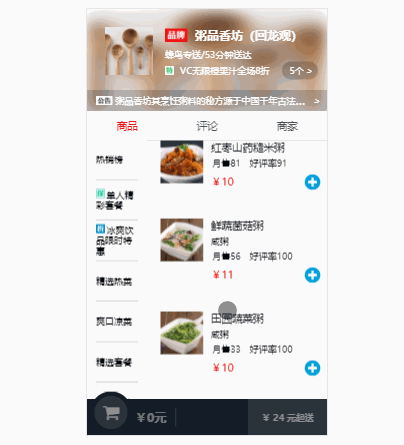 品牌 粥品香坊（回龙观）
蜂鸟专送/53分钟送达
特 VC无限橙果汁全场8折
5个 >
公告 粥品香坊其烹饪粥料的秘方源于中国千年古法... >
商品
评论
商家
热销榜
单人精彩套餐
冰爽饮品限时特惠
精选热菜
爽口凉菜
精选套餐
红枣山药糙米粥
月售81 好评率91
￥10
鲜蔬菌菇粥
咸粥
月售56 好评率100
￥11
田园蔬菜粥
咸粥
月售33 好评率100
￥10
￥0元
￥24 元起送